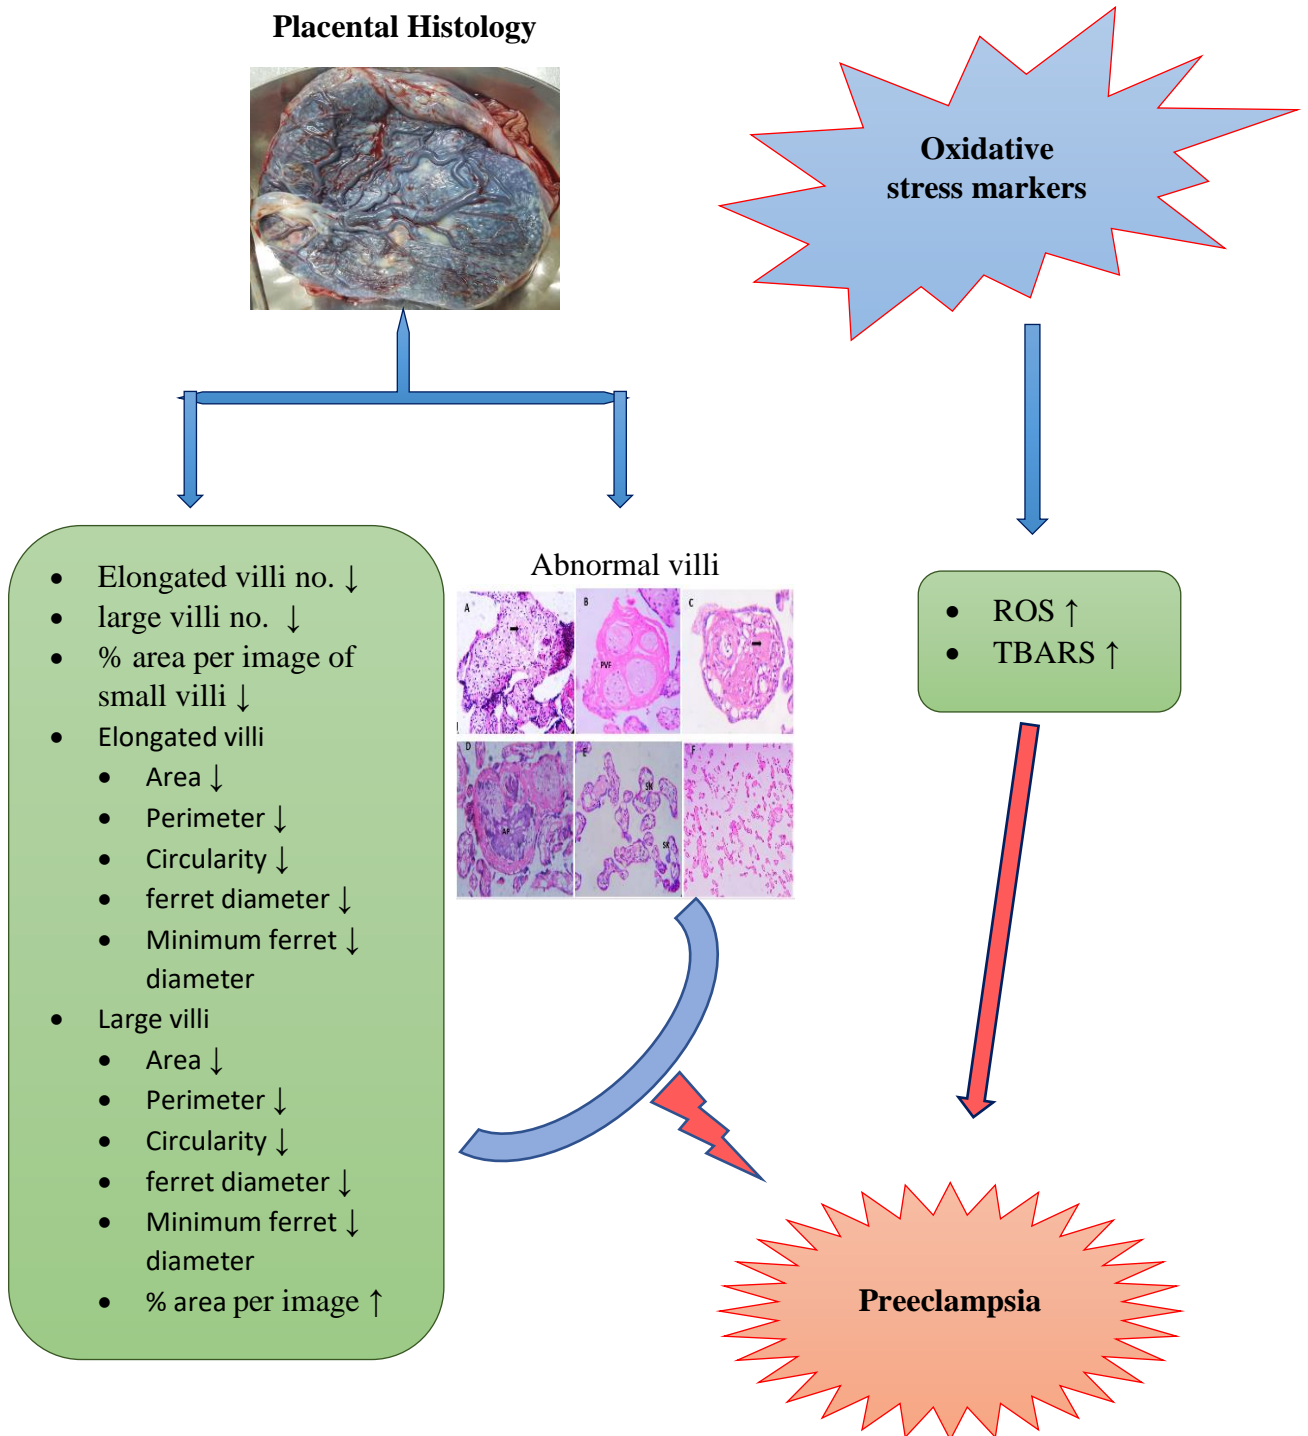 Placental Histology
Oxidative
stress markers
• Elongated villi no. ↓
• large villi no. ↓
• % area per image of
small villi ↓
• Elongated villi
• Area ↓
• Perimeter ↓
• Circularity ↓
• ferret diameter ↓
• Minimum ferret ↓
diameter
• Large villi
• Area ↓
• Perimeter ↓
• Circularity ↓
• ferret diameter ↓
• Minimum ferret ↓
diameter
• % area per image ↑
Abnormal villi
A
B
C
PVF
D
E
F
AF
SN
SK
• ROS ↑
• TBARS ↑
Preeclampsia